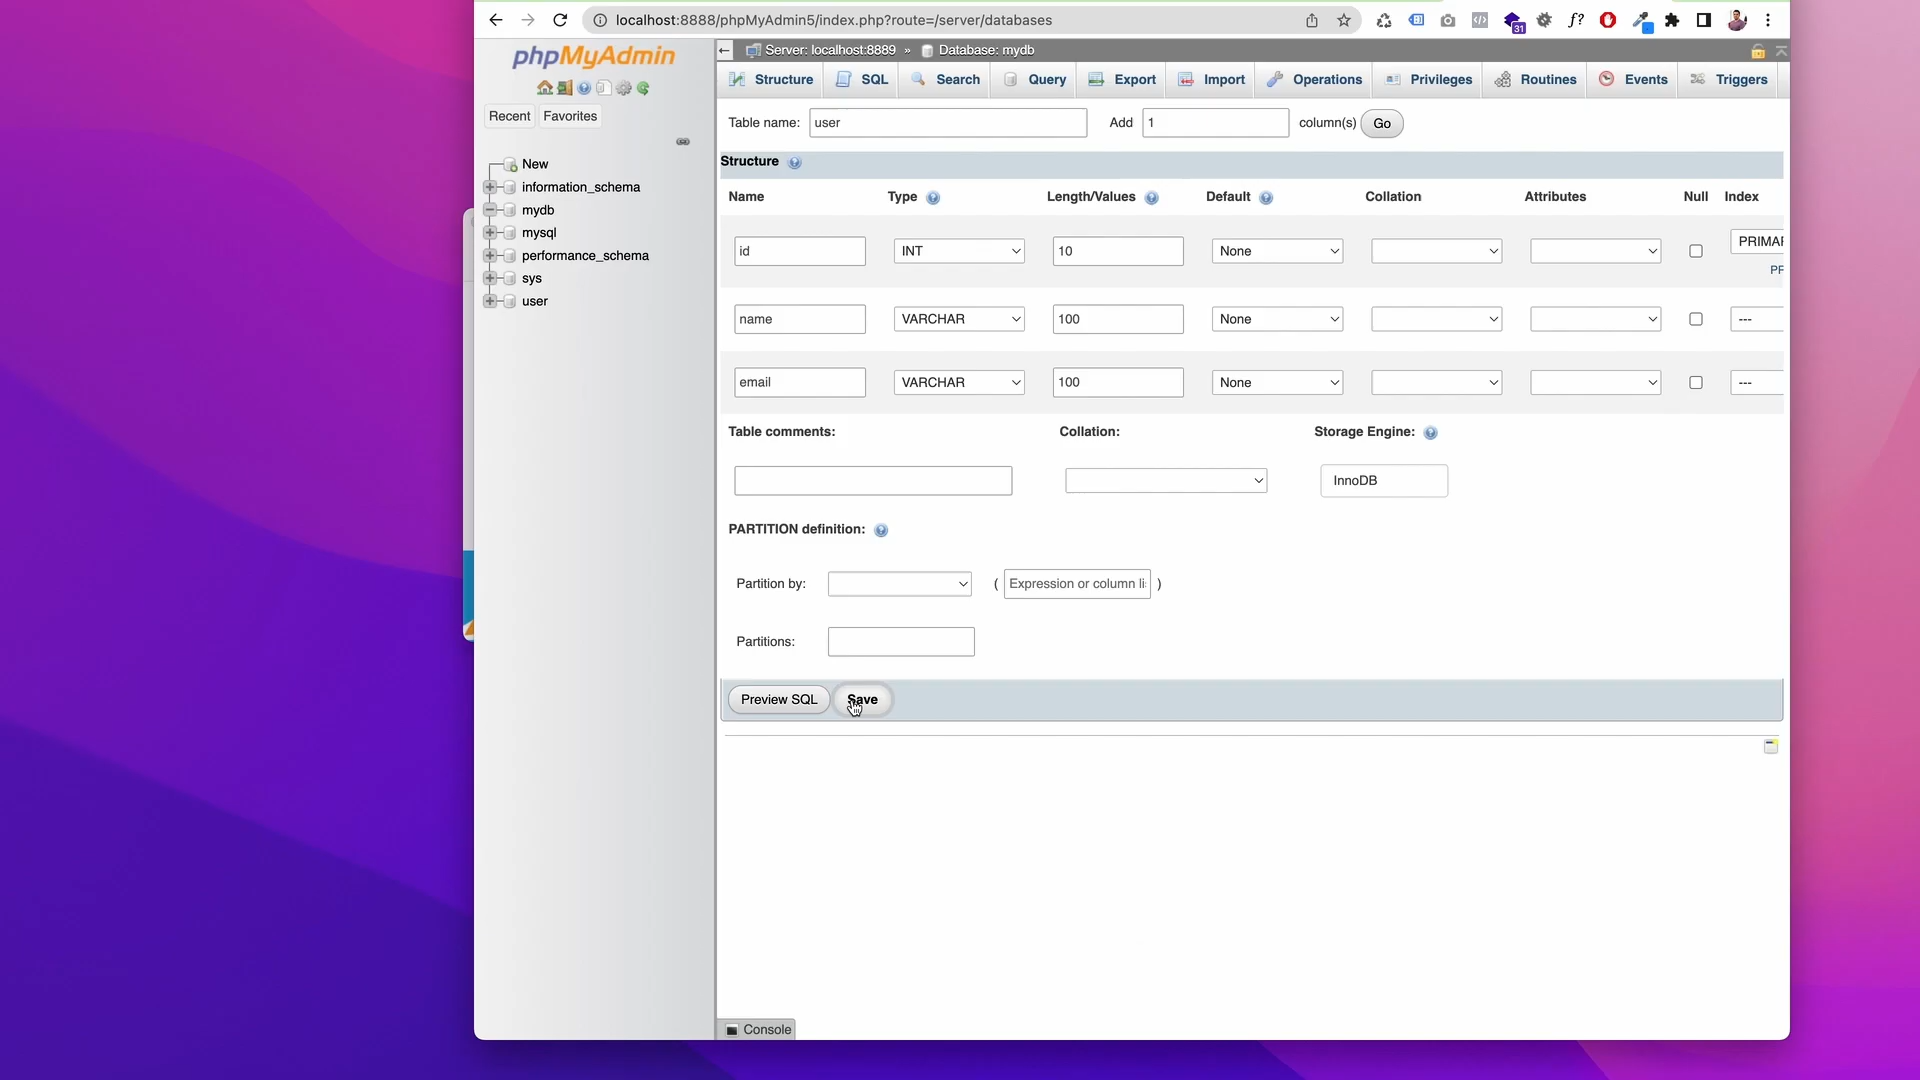 localhost:8888/phpMyAdmin5/index.php?route=/server/databases
31
f?
phpMyAdmin
Server: localhost:8889 » Database: mydb
Structure SQL Search Query Export Import Operations Privileges Routines Events Triggers
Recent Favorites
Table name: user Add 1 column(s) Go
New
information_schema
mydb
mysql
performance_schema
sys
user
Structure
Name Type Length/Values Default Collation Attributes Null Index
id INT 10 None PRIMAR
PF
name VARCHAR 100 None ---
email VARCHAR 100 None ---
Table comments: Collation: Storage Engine:
InnoDB
PARTITION definition:
Partition by: ( Expression or column li )
Partitions:
Preview SQL Save
Console